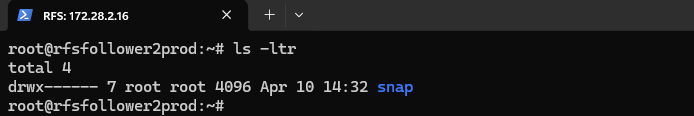 RFS: 172.28.2.16
root@rfsfollower2prod:~# ls -ltr
total 4
drwx------ 7 root root 4096 Apr 10 14:32 snap
root@rfsfollower2prod:~#